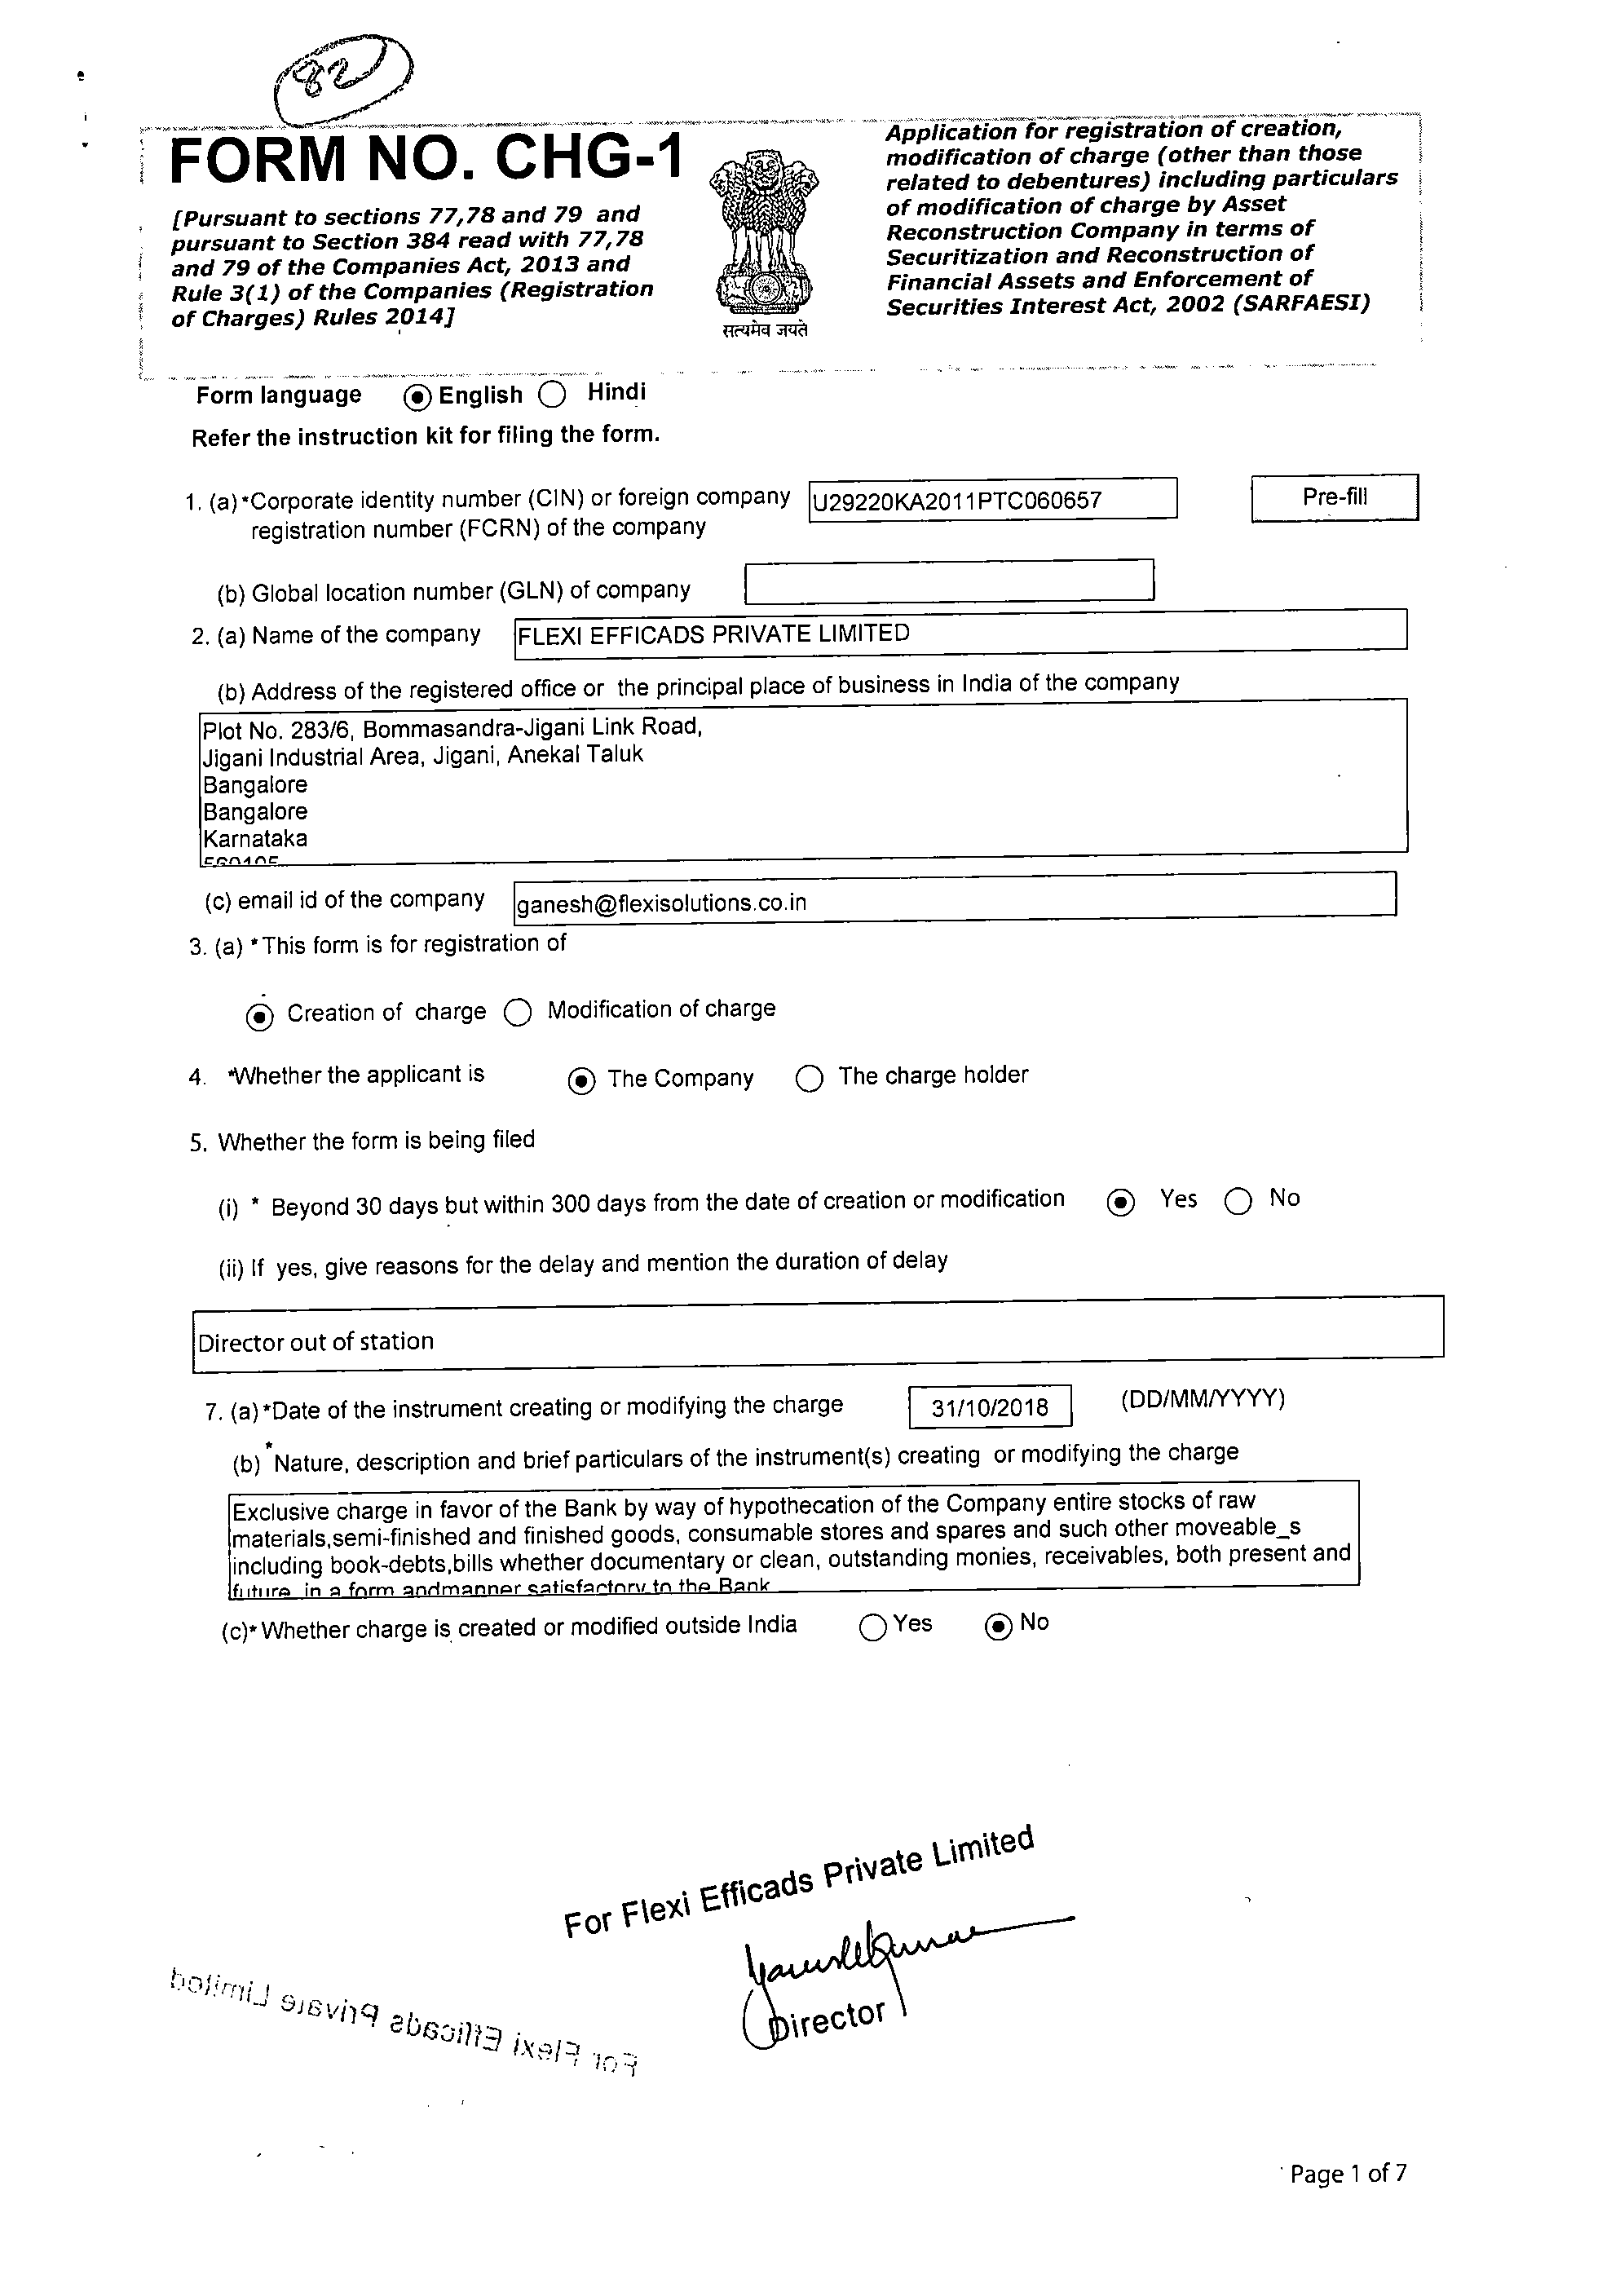 82
FORM NO. CHG-1
[Pursuant to sections 77,78 and 79 and
pursuant to Section 384 read with 77,78
and 79 of the Companies Act, 2013 and
Rule 3(1) of the Companies (Registration
of Charges) Rules 2014]
सत्यमेव जयते
Application for registration of creation,
modification of charge (other than those
related to debentures) including particulars
of modification of charge by Asset
Reconstruction Company in terms of
Securitization and Reconstruction of
Financial Assets and Enforcement of
Securities Interest Act, 2002 (SARFAESI)
Form language English Hindi
Refer the instruction kit for filing the form.
1. (a)*Corporate identity number (CIN) or foreign company U29220KA2011PTC060657 Pre-fill
registration number (FCRN) of the company
(b) Global location number (GLN) of company
2. (a) Name of the company FLEXI EFFICADS PRIVATE LIMITED
(b) Address of the registered office or the principal place of business in India of the company
Plot No. 283/6, Bommasandra-Jigani Link Road,
Jigani Industrial Area, Jigani, Anekal Taluk
Bangalore
Bangalore
Karnataka
560105
(c) email id of the company ganesh@flexisolutions.co.in
3. (a) *This form is for registration of
Creation of charge Modification of charge
4. *Whether the applicant is The Company The charge holder
5. Whether the form is being filed
(i) * Beyond 30 days but within 300 days from the date of creation or modification Yes No
(ii) If yes, give reasons for the delay and mention the duration of delay
Director out of station
7. (a)*Date of the instrument creating or modifying the charge 31/10/2018 (DD/MM/YYYY)
(b) *Nature, description and brief particulars of the instrument(s) creating or modifying the charge
Exclusive charge in favor of the Bank by way of hypothecation of the Company entire stocks of raw
materials,semi-finished and finished goods, consumable stores and spares and such other moveable_s
including book-debts,bills whether documentary or clean, outstanding monies, receivables, both present and
future, in a form andmanner satisfactory to the Bank
(c)* Whether charge is created or modified outside India Yes No
For Flexi Efficads Private Limited
Director
For Flexi Efficads Private Limited
Page 1 of 7